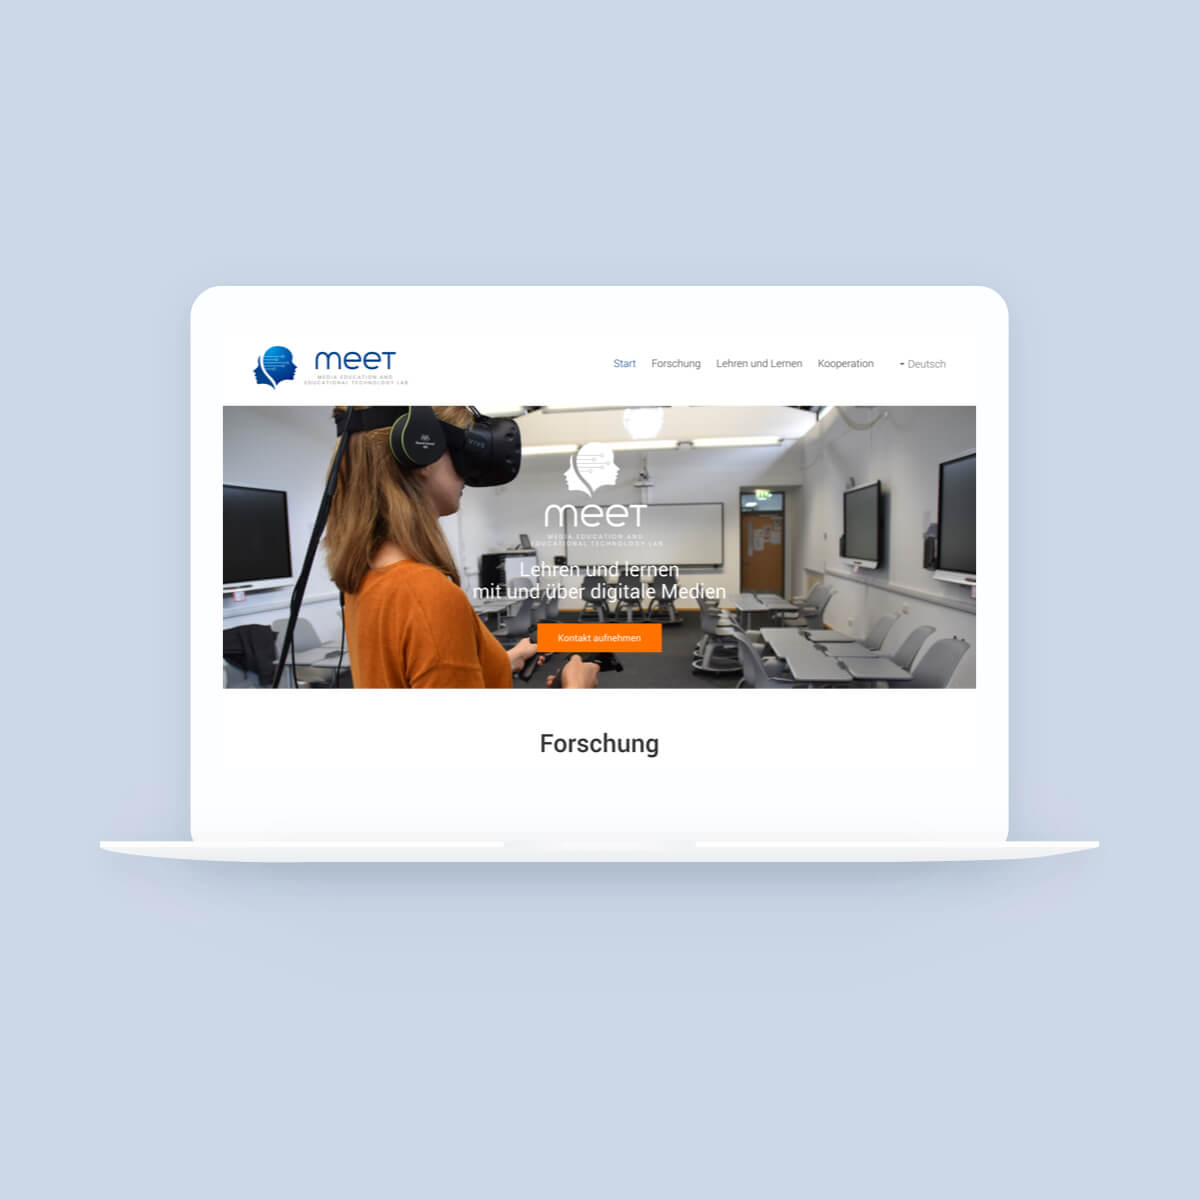 meet
MEDIA EDUCATION AND
EDUCATIONAL TECHNOLOGY LAB
Start Forschung Lehren und Lernen Kooperation Deutsch
VIVE
meet
MEDIA EDUCATION AND
EDUCATIONAL TECHNOLOGY LAB
Lehren und lernen
mit und über digitale Medien
Kontakt aufnehmen
Forschung